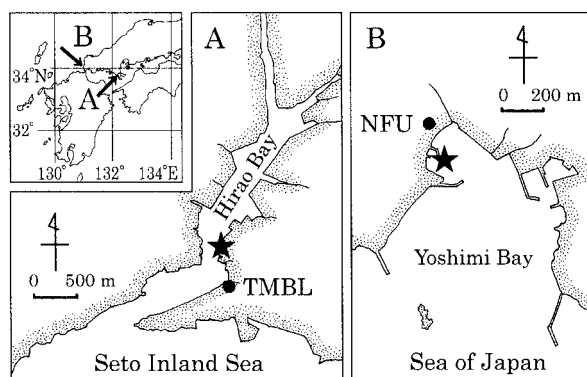 B
34°N
A
32°
130°
132°
134°E
A
Hirao Bay
0 500 m
TMBL
Seto Inland Sea
B
0 200 m
NFU
Yoshimi Bay
Sea of Japan